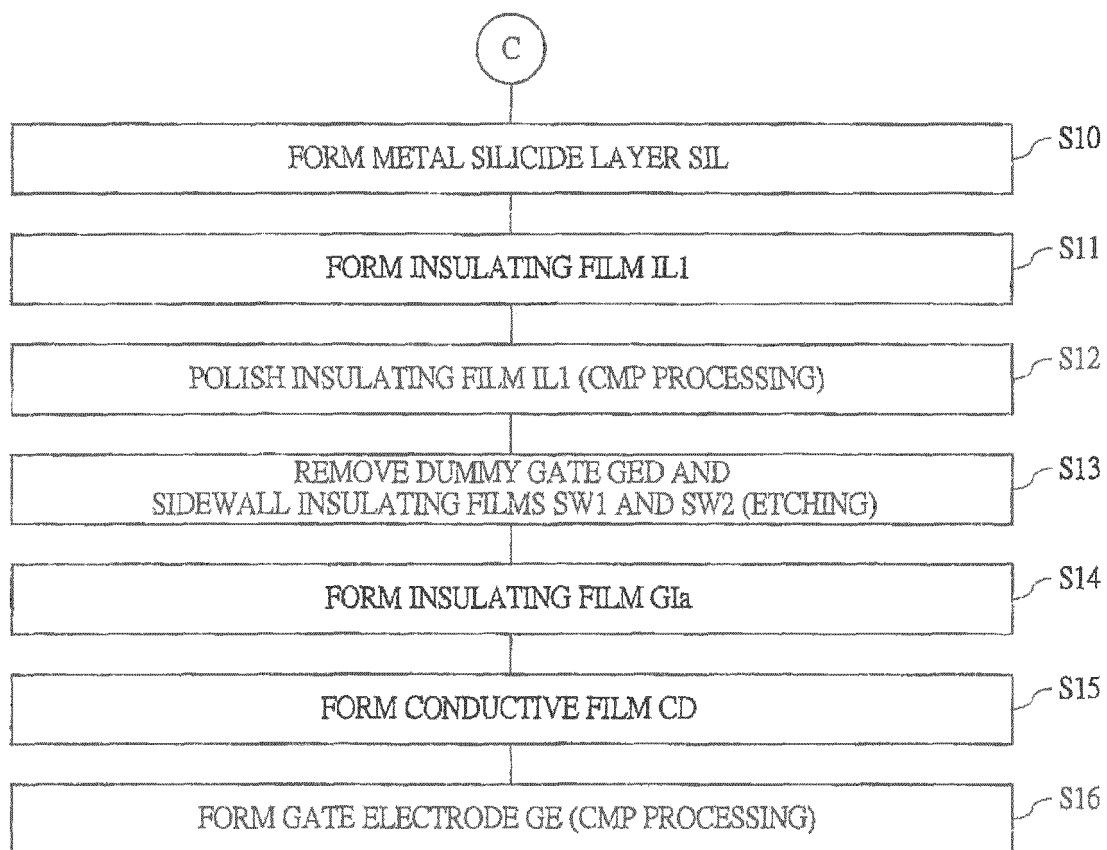 C
FORM METAL SILICIDE LAYER SIL
S10
FORM INSULATING FILM IL1
S11
POLISH INSULATING FILM IL1 (CMP PROCESSING)
S12
REMOVE DUMMY GATE GED AND
SIDEWALL INSULATING FILMS SW1 AND SW2 (ETCHING)
S13
FORM INSULATING FILM GIa
S14
FORM CONDUCTIVE FILM CD
S15
FORM GATE ELECTRODE GE (CMP PROCESSING)
S16